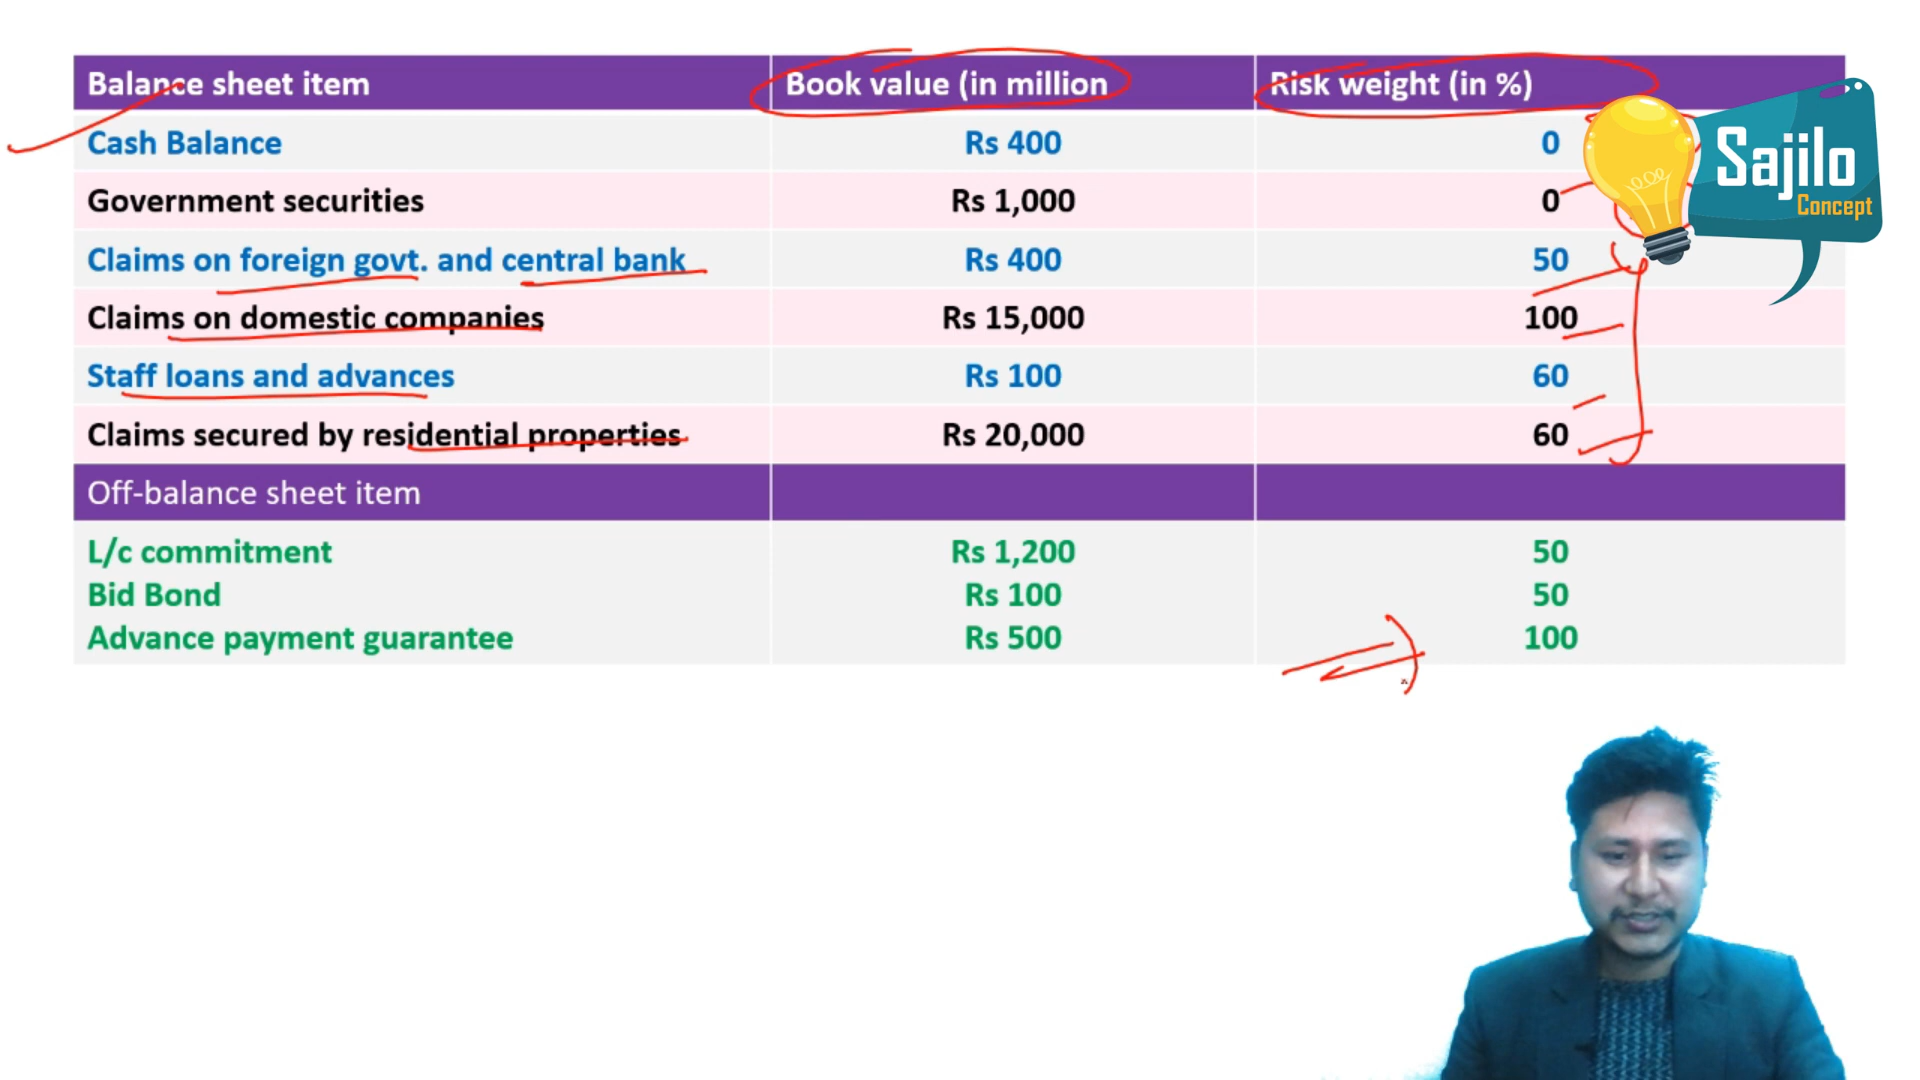 Balance sheet item Book value (in million Risk weight (in %)
Cash Balance Rs 400 0
Government securities Rs 1,000 0
Claims on foreign govt. and central bank Rs 400 50
Claims on domestic companies Rs 15,000 100
Staff loans and advances Rs 100 60
Claims secured by residential properties Rs 20,000 60
Off-balance sheet item
L/c commitment Rs 1,200 50
Bid Bond Rs 100 50
Advance payment guarantee Rs 500 100
Sajilo
Concept